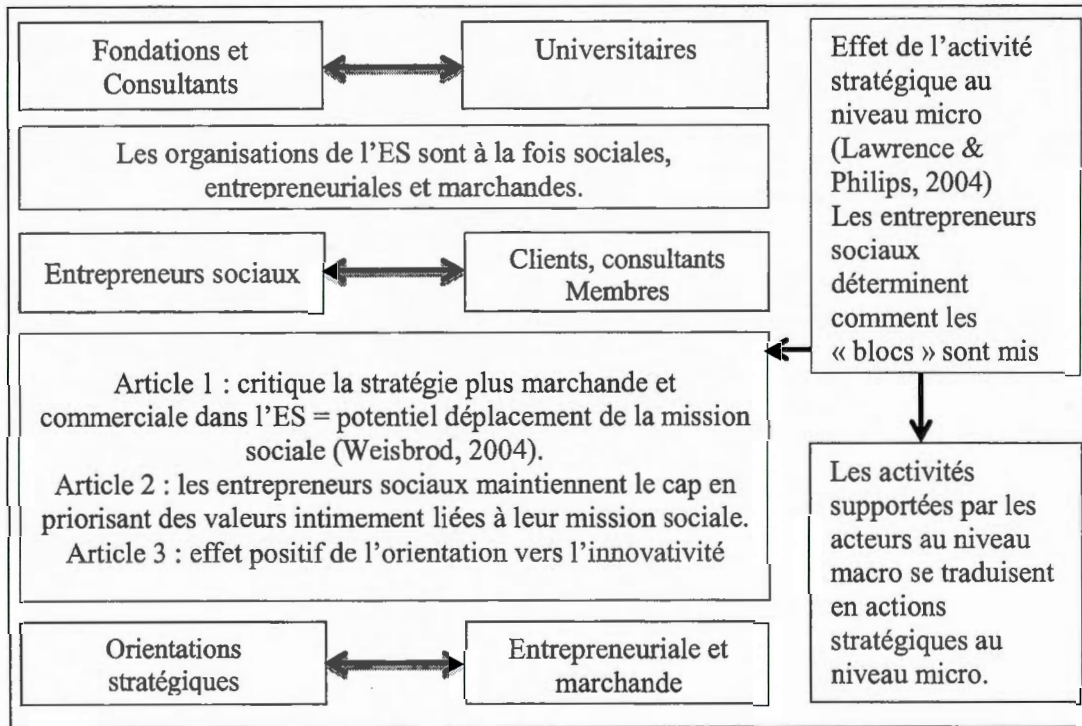 Fondations et
Consultants
Universitaires
Les organisations de l’ES sont à la fois sociales,
entrepreneuriales et marchandes.
Entrepreneurs sociaux
Clients, consultants
Membres
Article 1 : critique la stratégie plus marchande et
commerciale dans l’ES = potentiel déplacement de la mission
sociale (Weisbrod, 2004).
Article 2 : les entrepreneurs sociaux maintiennent le cap en
priorisant des valeurs intimement liées à leur mission sociale.
Article 3 : effet positif de l’orientation vers l’innovativité
Orientations
stratégiques
Entrepreneuriale et
marchande
Effet de l’activité
stratégique au
niveau micro
(Lawrence &
Philips, 2004)
Les entrepreneurs
sociaux
déterminent
comment les
« blocs » sont mis
Les activités
supportées par les
acteurs au niveau
macro se traduisent
en actions
stratégiques au
niveau micro.